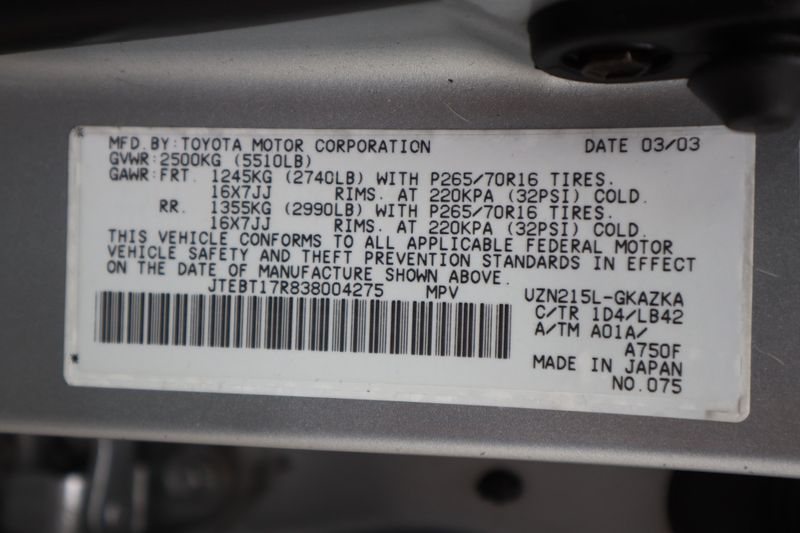 MFD. BY: TOYOTA MOTOR CORPORATION DATE 03/03
GVWR: 2500KG (5510LB)
GAWR: FRT. 1245KG (2740LB) WITH P265/70R16 TIRES.
16X7JJ RIMS. AT 220KPA (32PSI) COLD.
RR. 1355KG (2990LB) WITH P265/70R16 TIRES.
16X7JJ RIMS. AT 220KPA (32PSI) COLD.
THIS VEHICLE CONFORMS TO ALL APPLICABLE FEDERAL MOTOR
VEHICLE SAFETY AND THEFT PREVENTION STANDARDS IN EFFECT
ON THE DATE OF MANUFACTURE SHOWN ABOVE.
JTEBT17R838004275 MPV UZN215L-GKAZKA
C/TR 1D4/LB42
A/TM A01A/
A750F
MADE IN JAPAN
NO.075